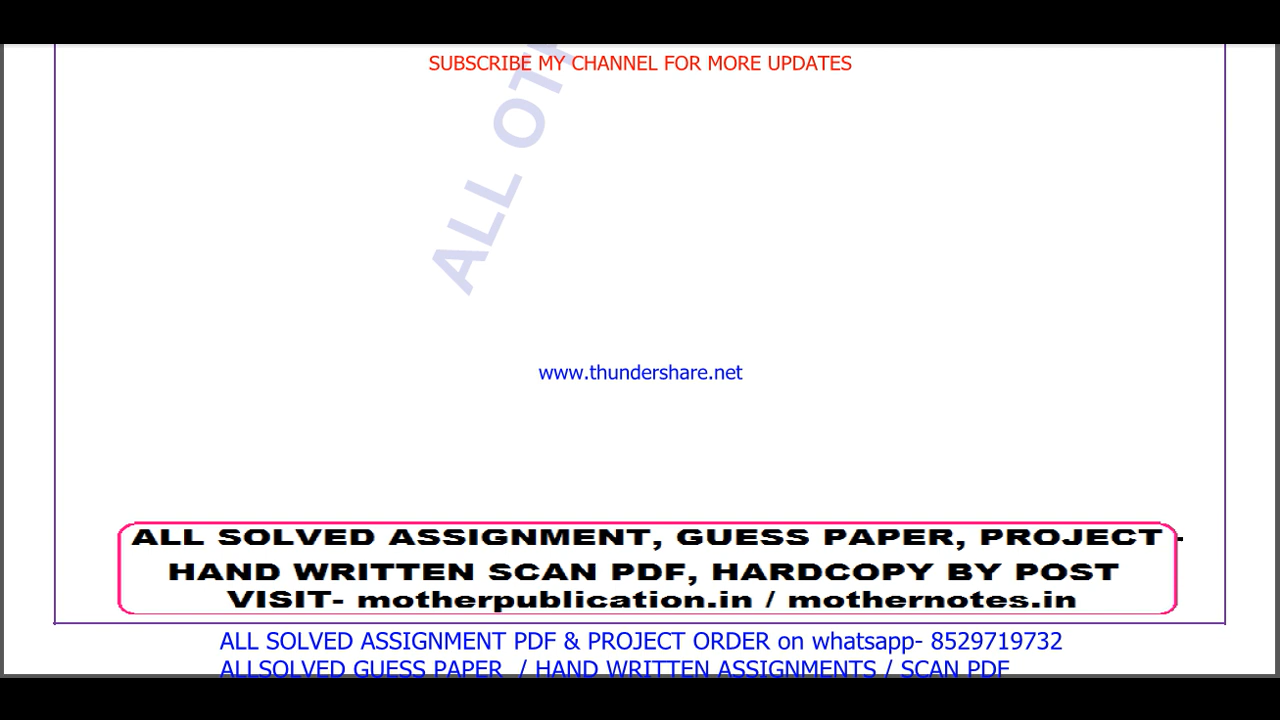 SUBSCRIBE MY CHANNEL FOR MORE UPDATES
ALL
www.thundershare.net
ALL SOLVED ASSIGNMENT, GUESS PAPER, PROJECT -
HAND WRITTEN SCAN PDF, HARDCOPY BY POST
VISIT- motherpublication.in / mothernotes.in
ALL SOLVED ASSIGNMENT PDF & PROJECT ORDER on whatsapp- 8529719732
ALLSOLVED GUESS PAPER / HAND WRITTEN ASSIGNMENTS / SCAN PDF